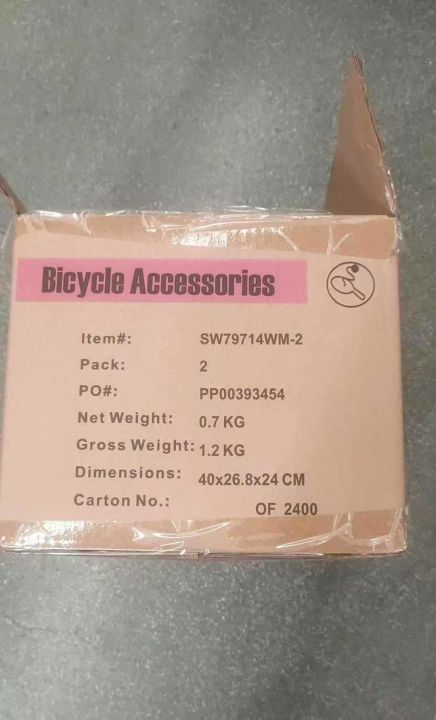 Bicycle Accessories
Item#: SW79714WM-2
Pack: 2
PO#: PP00393454
Net Weight: 0.7 KG
Gross Weight: 1.2 KG
Dimensions: 40x26.8x24 CM
Carton No.: OF 2400